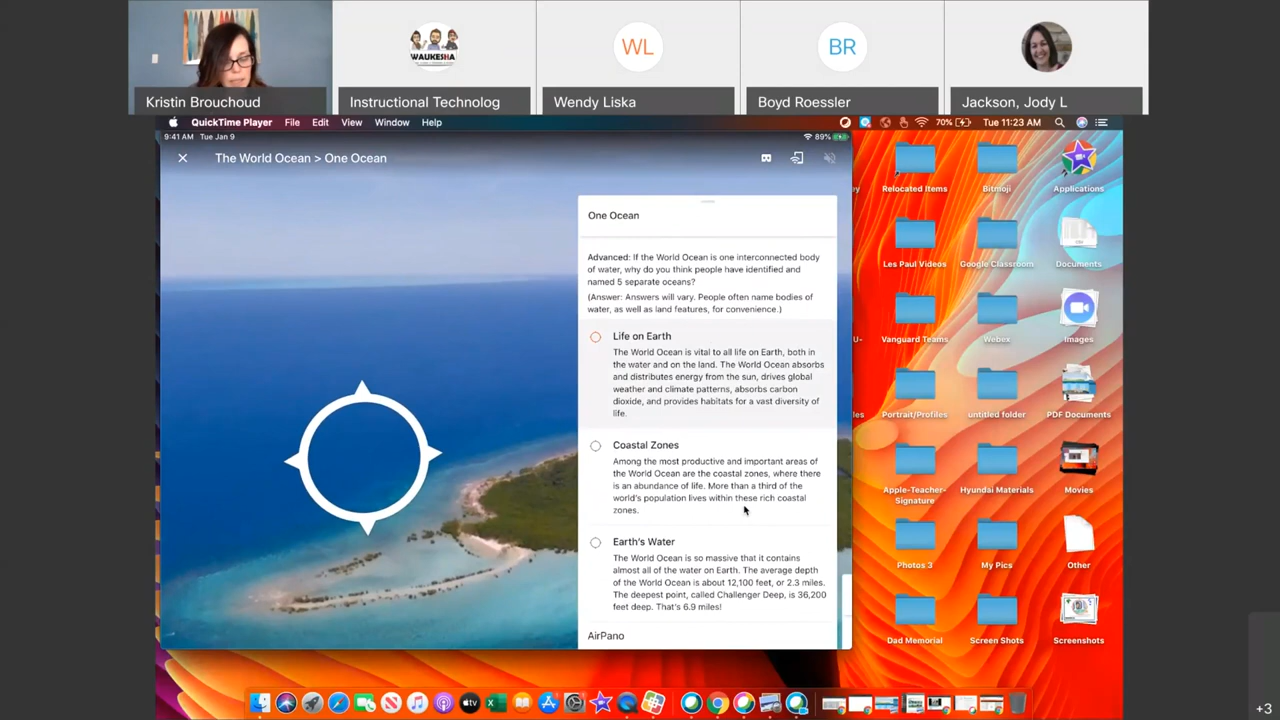 WAUKESHA
WL
BR
Kristin Brouchoud
Instructional Technolog
Wendy Liska
Boyd Roessler
Jackson, Jody L
QuickTime Player File Edit View Window Help
70% Tue 11:23 AM
9:41 AM Tue Jan 9
89%
The World Ocean > One Ocean
One Ocean
Advanced: If the World Ocean is one interconnected body
of water, why do you think people have identified and
named 5 separate oceans?
(Answer: Answers will vary. People often name bodies of
water, as well as land features, for convenience.)
Life on Earth
The World Ocean is vital to all life on Earth, both in
the water and on the land. The World Ocean absorbs
and distributes energy from the sun, drives global
weather and climate patterns, absorbs carbon
dioxide, and provides habitats for a vast diversity of
life.
Coastal Zones
Among the most productive and important areas of
the World Ocean are the coastal zones, where there
is an abundance of life. More than a third of the
world's population lives within these rich coastal
zones.
Earth's Water
The World Ocean is so massive that it contains
almost all of the water on Earth. The average depth
of the World Ocean is about 12,100 feet, or 2.3 miles.
The deepest point, called Challenger Deep, is 36,200
feet deep. That's 6.9 miles!
AirPano
Relocated Items
Bitmoji
Applications
Les Paul Videos
Google Classroom
Documents
Vanguard Teams
Webex
Images
Portrait/Profiles
untitled folder
PDF Documents
Apple-Teacher-
Signature
Hyundai Materials
Movies
Photos 3
My Pics
Other
Dad Memorial
Screen Shots
Screenshots
tv
+3